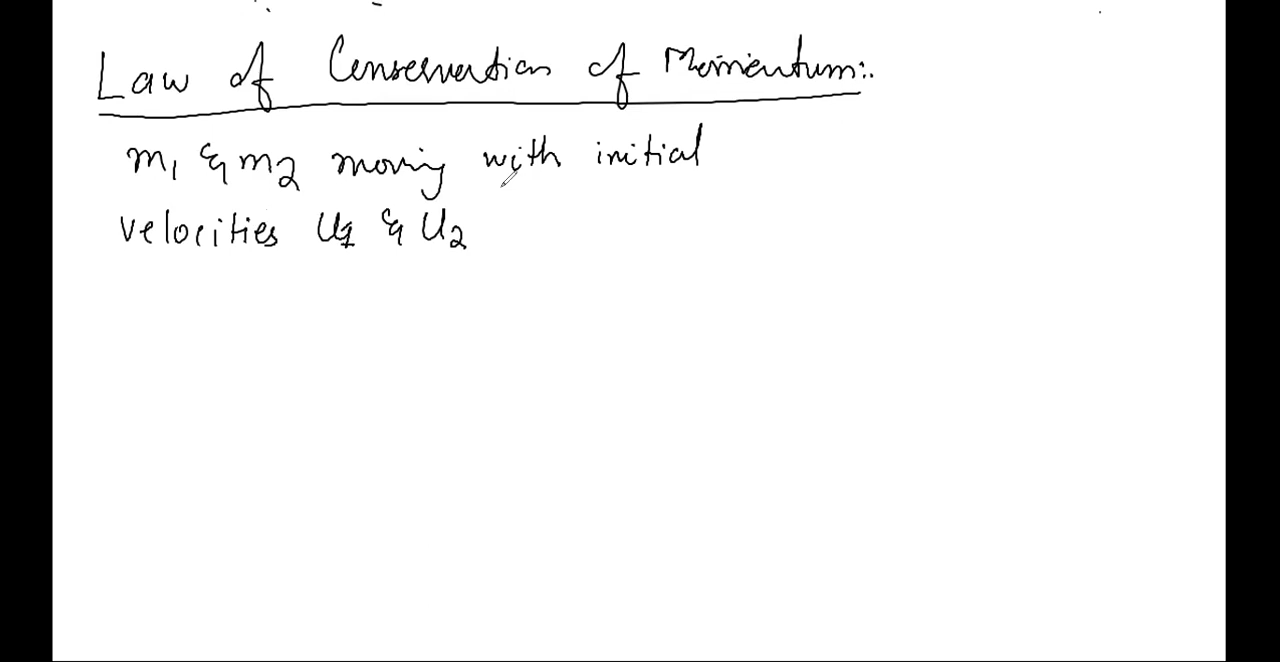 Law of Conservation of Momentum:.
m1 & m2 moving with initial
velocities U1 & U2